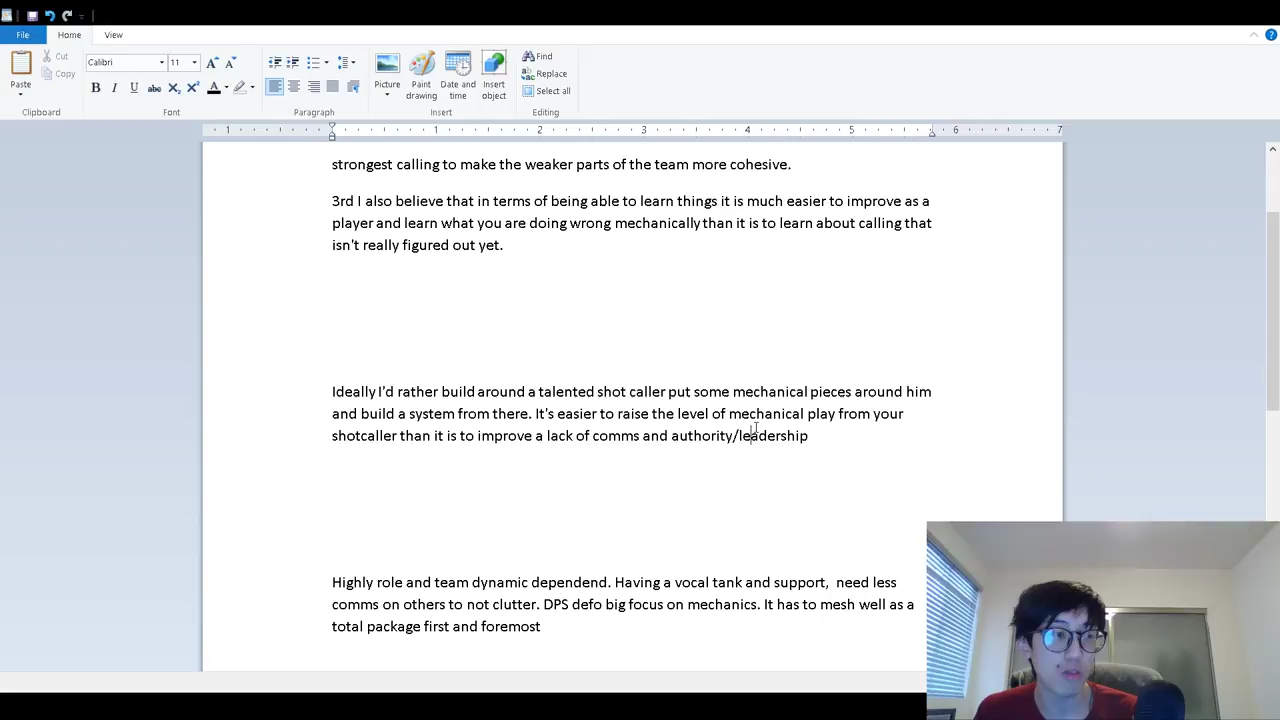 File
Home
View
Paste
Cut
Copy
Clipboard
Calibri
11
Font
Paragraph
Picture
Paint drawing
Date and time
Insert object
Insert
Find
Replace
Select all
Editing
1 1 2 3 4 5 6 7
strongest calling to make the weaker parts of the team more cohesive.
3rd I also believe that in terms of being able to learn things it is much easier to improve as a
player and learn what you are doing wrong mechanically than it is to learn about calling that
isn't really figured out yet.
Ideally I'd rather build around a talented shot caller put some mechanical pieces around him
and build a system from there. It's easier to raise the level of mechanical play from your
shotcaller than it is to improve a lack of comms and authority/leadership
Highly role and team dynamic dependend. Having a vocal tank and support,  need less
comms on others to not clutter. DPS defo big focus on mechanics. It has to mesh well as a
total package first and foremost